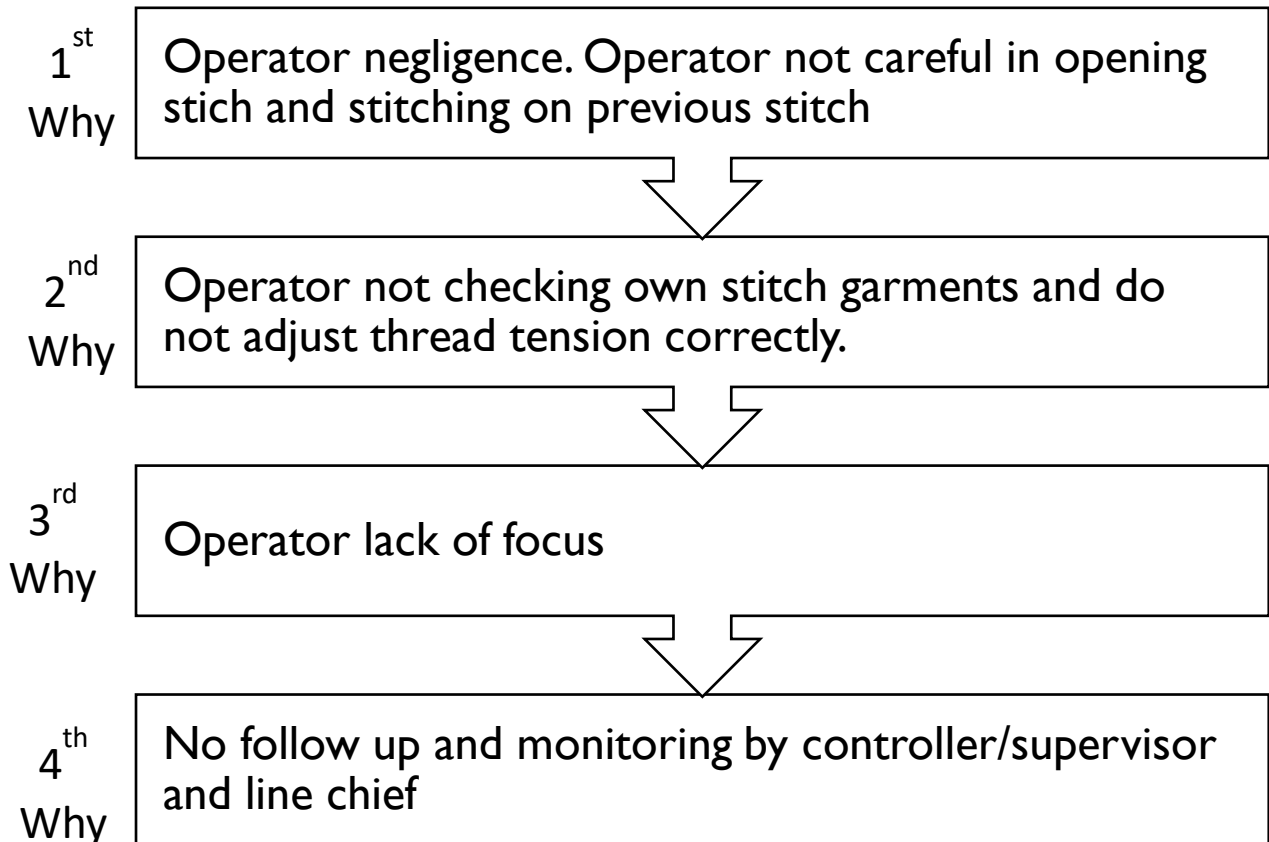 1st
Why
Operator negligence. Operator not careful in opening
stich and stitching on previous stitch
2nd
Why
Operator not checking own stitch garments and do
not adjust thread tension correctly.
3rd
Why
Operator lack of focus
4th
Why
No follow up and monitoring by controller/supervisor
and line chief